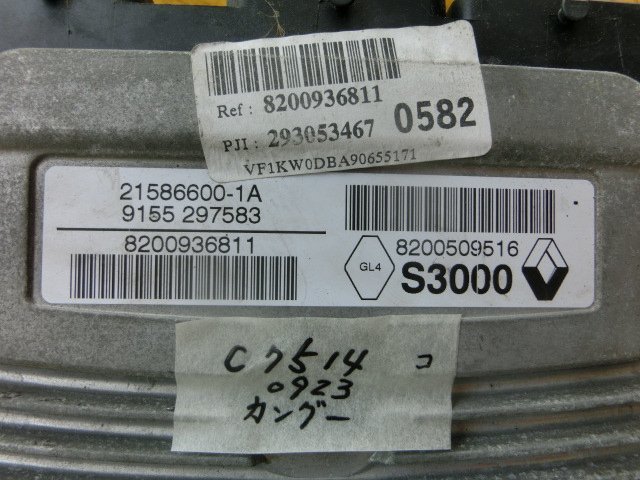 Ref : 8200936811
PJI : 293053467 0582
VF1KW0DBA90655171
21586600-1A
9155 297583
8200936811
8200509516
GL4 S3000
C7514 コ
0923
カングー